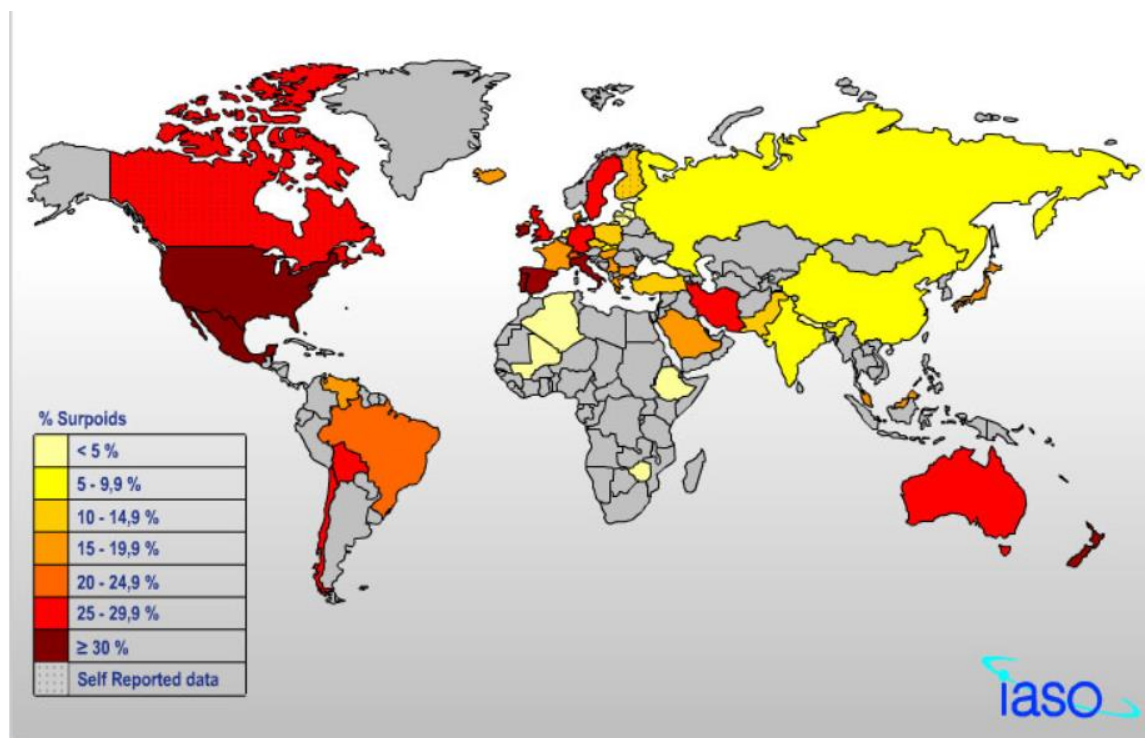 % Surpoids
< 5 %
5 - 9,9 %
10 - 14,9 %
15 - 19,9 %
20 - 24,9 %
25 - 29,9 %
≥ 30 %
Self Reported data
iaso